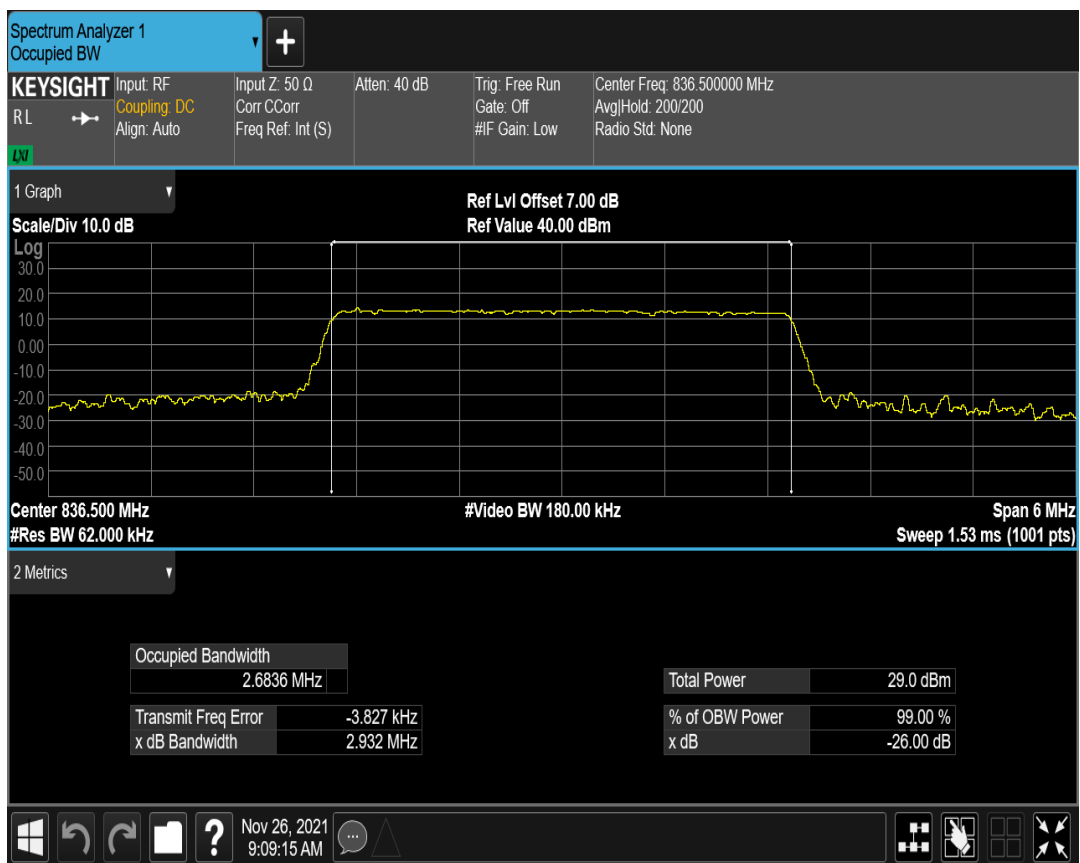 Spectrum Analyzer 1
Occupied BW
▼
+
KEYSIGHT
RL
LXI
Input: RF
Coupling: DC
Align: Auto
Input Z: 50 Ω
Corr CCorr
Freq Ref: Int (S)
Atten: 40 dB
Trig: Free Run
Gate: Off
#IF Gain: Low
Center Freq: 836.500000 MHz
Avg|Hold: 200/200
Radio Std: None
1 Graph ▼
Scale/Div 10.0 dB
Ref Lvl Offset 7.00 dB
Ref Value 40.00 dBm
Log
30.0
20.0
10.0
0.00
-10.0
-20.0
-30.0
-40.0
-50.0
Center 836.500 MHz
#Res BW 62.000 kHz
#Video BW 180.00 kHz
Span 6 MHz
Sweep 1.53 ms (1001 pts)
2 Metrics ▼
Occupied Bandwidth
2.6836 MHz
Total Power 29.0 dBm
Transmit Freq Error -3.827 kHz
% of OBW Power 99.00 %
x dB Bandwidth 2.932 MHz
x dB -26.00 dB
?
Nov 26, 2021
9:09:15 AM
...